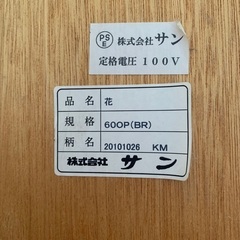 PS
E 株式会社 サン
定格電圧 100V
品名 花
規格 600P(BR)
柄名 20101026 KM
株式会社 サン